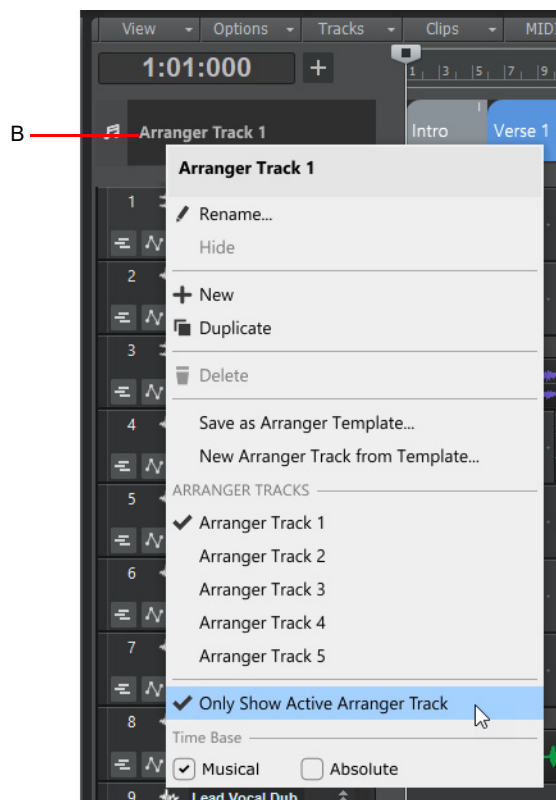 View Options Tracks Clips MIDI
1:01:000 +
1 3 5 7 9
B
Arranger Track 1 Intro Verse 1
Arranger Track 1
Rename...
Hide
New
Duplicate
Delete
Save as Arranger Template...
New Arranger Track from Template...
ARRANGER TRACKS
Arranger Track 1
Arranger Track 2
Arranger Track 3
Arranger Track 4
Arranger Track 5
Only Show Active Arranger Track
Time Base
Musical Absolute
1
2
3
4
5
6
7
8
9 Lead Vocal Dub